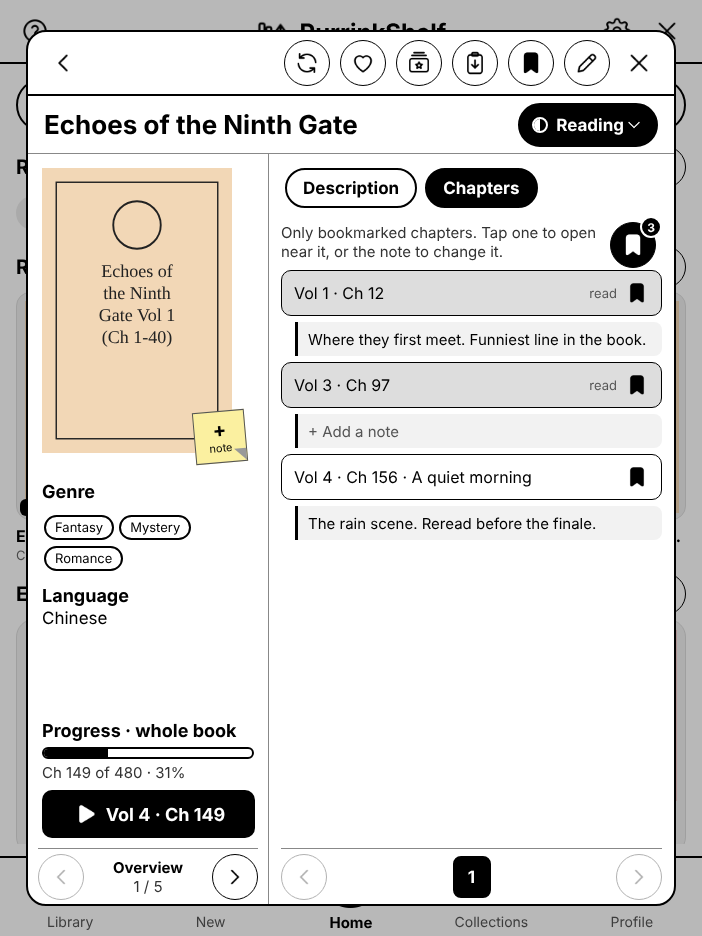 PurrinkShelf
Echoes of the Ninth Gate
Reading
Echoes of
the Ninth
Gate Vol 1
(Ch 1-40)
+
note
Genre
Fantasy
Mystery
Romance
Language
Chinese
Progress · whole book
Ch 149 of 480 · 31%
Vol 4 · Ch 149
Overview
1 / 5
Description
Chapters
Only bookmarked chapters. Tap one to open
near it, or the note to change it.
3
Vol 1 · Ch 12
read
Where they first meet. Funniest line in the book.
Vol 3 · Ch 97
read
+ Add a note
Vol 4 · Ch 156 · A quiet morning
The rain scene. Reread before the finale.
1
Library
New
Home
Collections
Profile